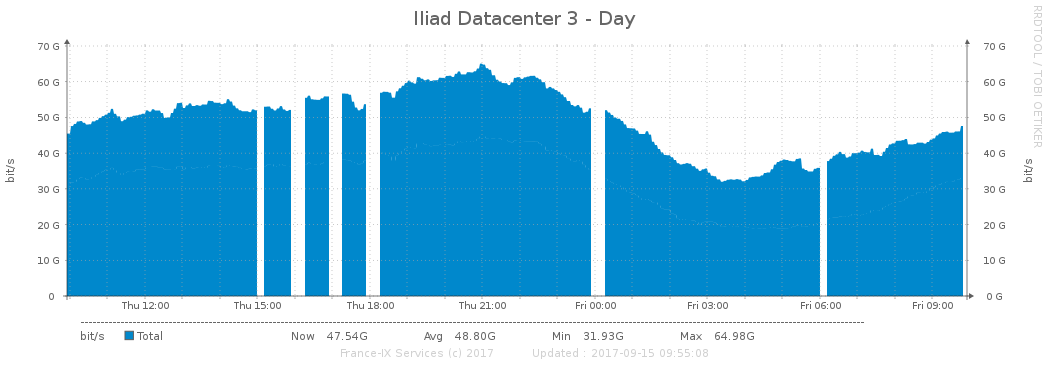 Iliad Datacenter 3 - Day
RRDTOOL / TOBI OETIKER
bit/s
bit/s
70 G 70 G
60 G 60 G
50 G 50 G
40 G 40 G
30 G 30 G
20 G 20 G
10 G 10 G
0 0 G
Thu 12:00 Thu 15:00 Thu 18:00 Thu 21:00 Fri 00:00 Fri 03:00 Fri 06:00 Fri 09:00
bit/s Total Now 47.54G Avg 48.80G Min 31.93G Max 64.98G
France-IX Services (c) 2017 Updated : 2017-09-15 09:55:08